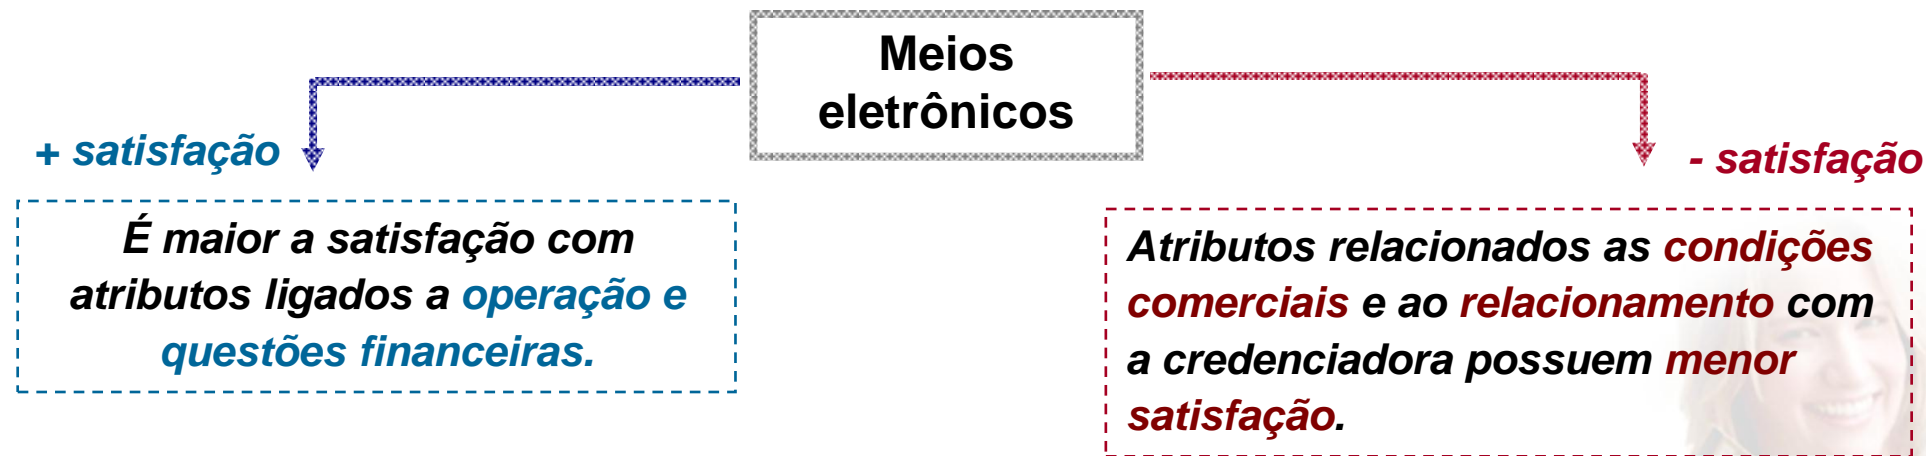 Meios
eletrônicos
+ satisfação
- satisfação
É maior a satisfação com
atributos ligados a operação e
questões financeiras.
Atributos relacionados as condições
comerciais e ao relacionamento com
a credenciadora possuem menor
satisfação.